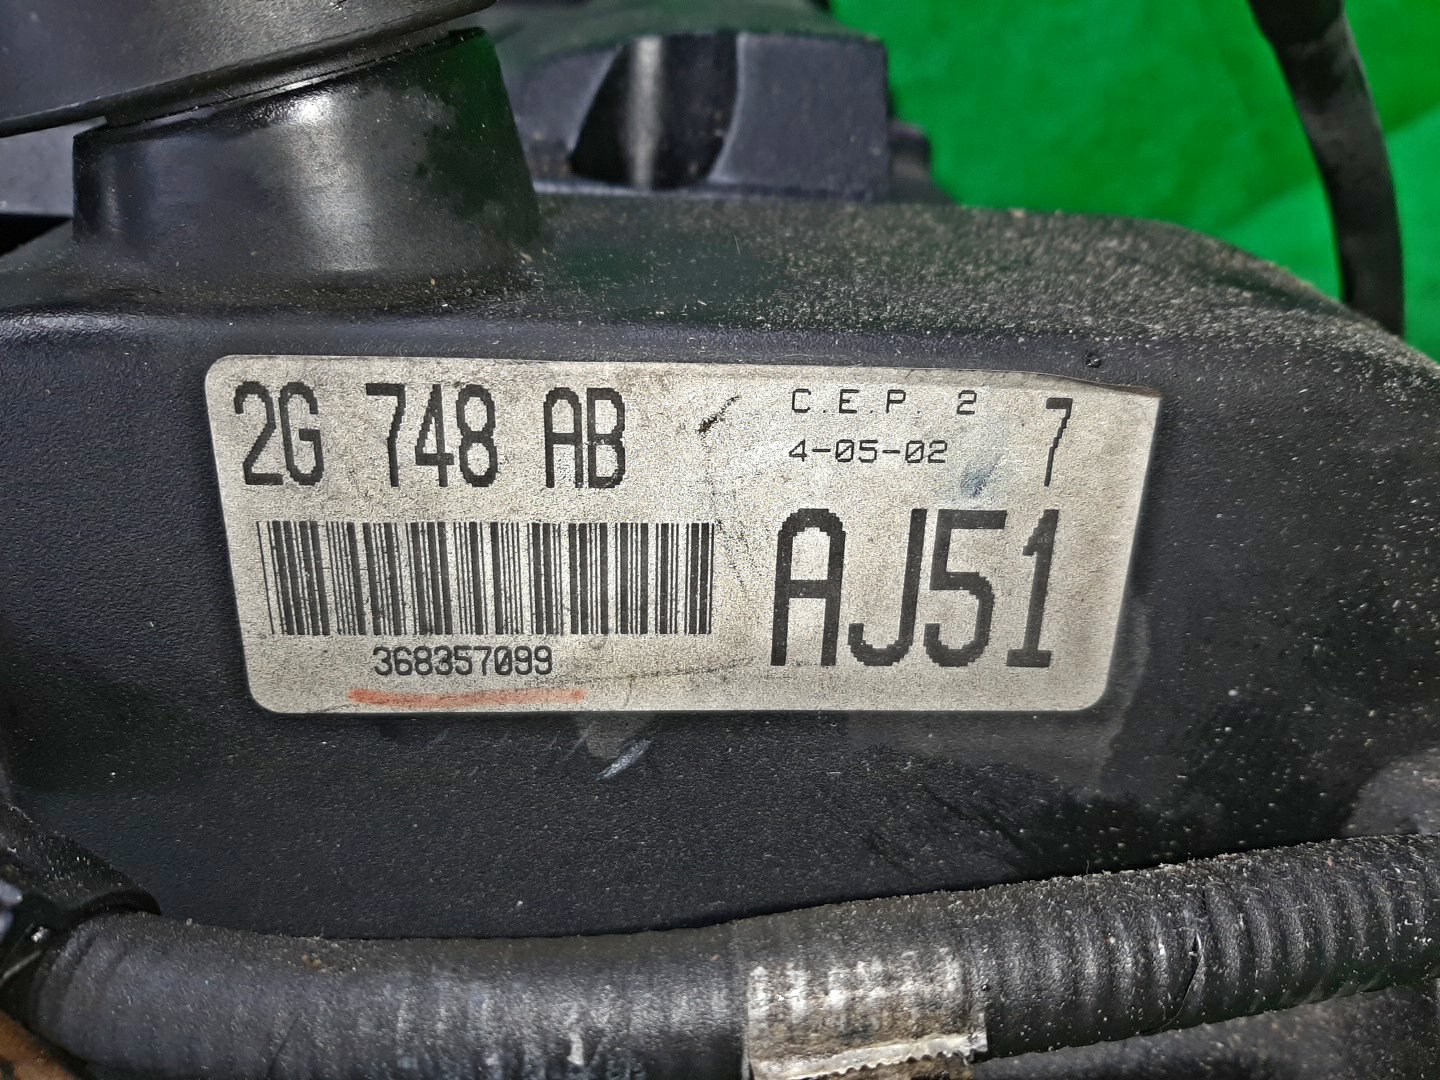 2G 748 AB
C.E.P. 2 7
4-05-02
AJ51
368357099